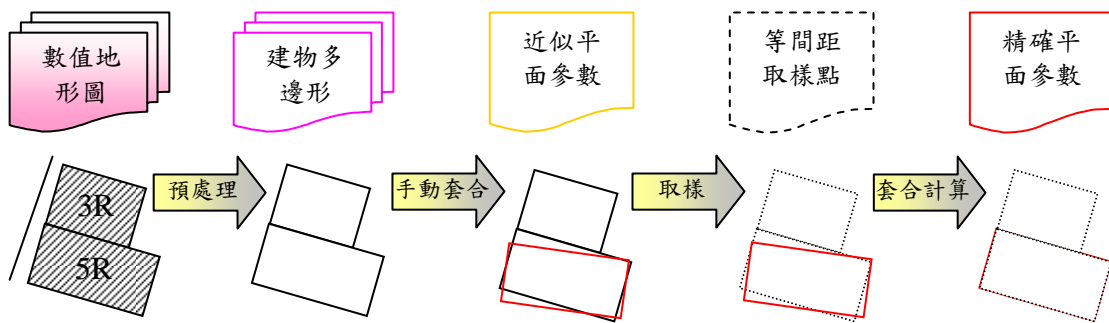 數值地
形圖
建物多
邊形
近似平
面參數
等間距
取樣點
精確平
面參數
3R
5R
預處理
手動套合
取樣
套合計算